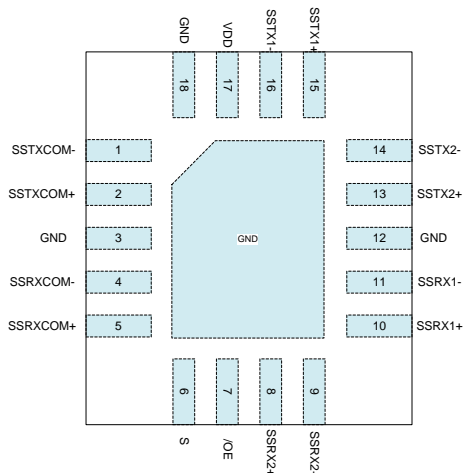 GND
VDD
SSTX1-
SSTX1+
18
17
16
15
SSTXCOM- 1
14 SSTX2-
SSTXCOM+ 2
13 SSTX2+
GND 3
GND
12 GND
SSRXCOM- 4
11 SSRX1-
SSRXCOM+ 5
10 SSRX1+
6
7
8
9
S
/OE
SSRX2+
SSRX2-